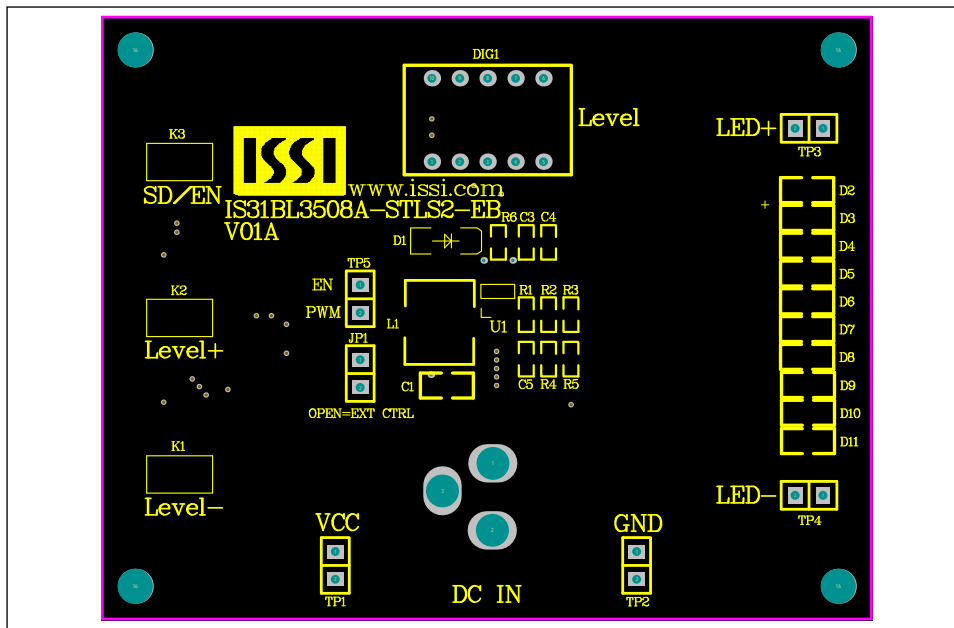 DIG1
Level
LED+
TP3
K3
ISSI
SD/EN
www.issi.com
IS31BL3508A-STLS2-EB
V01A
D1
R6 C3 C4
+
D2
D3
D4
D5
D6
D7
D8
D9
D10
D11
TP5
EN
PWM
K2
Level+
L1
R1 R2 R3
U1
JP1
C1
C5 R4 R5
OPEN=EXT CTRL
K1
Level-
LED-
TP4
1
3
2
VCC
GND
TP1
TP2
DC IN